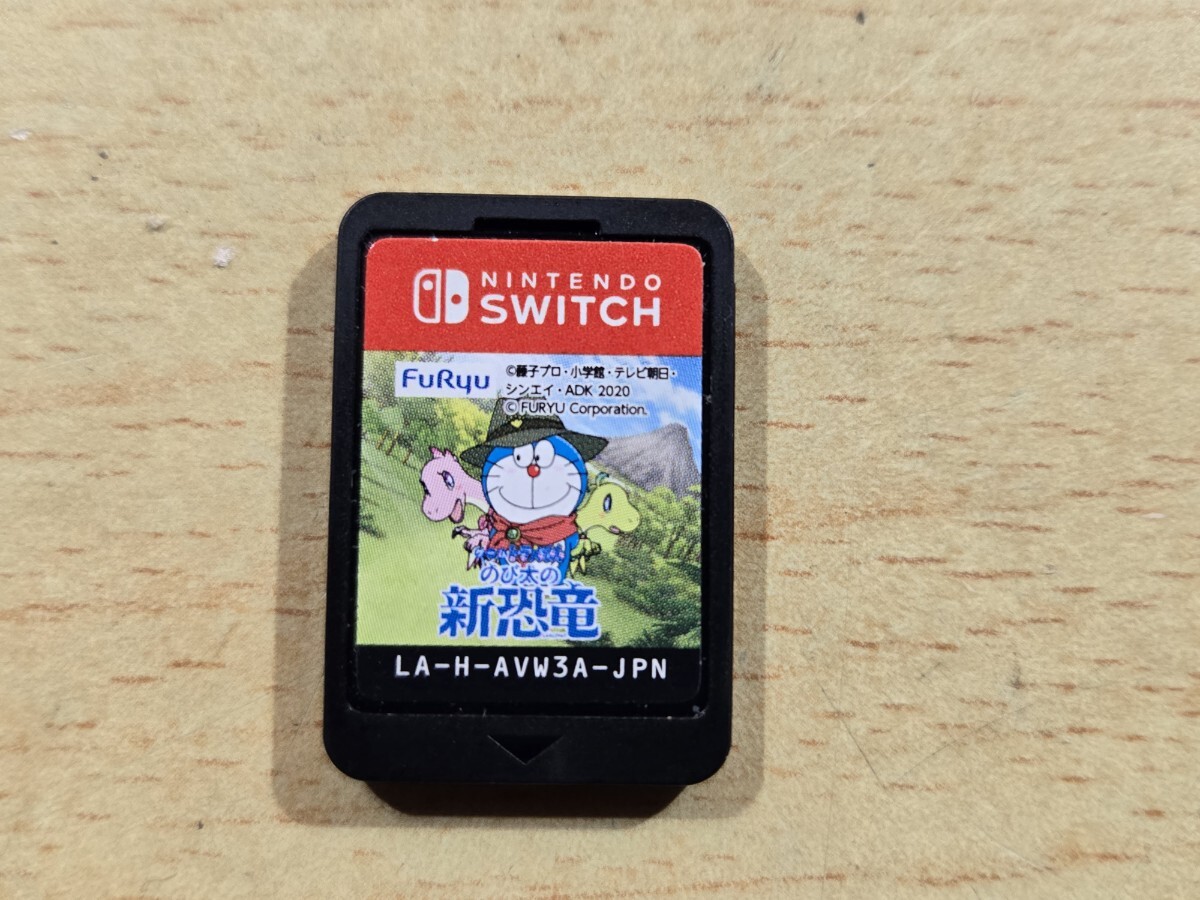 NINTENDO
SWITCH
FuRyu
©藤子プロ・小学館・テレビ朝日・
シンエイ・ADK 2020
© FURYU Corporation.
のび太の
新恐竜
LA-H-AVW3A-JPN